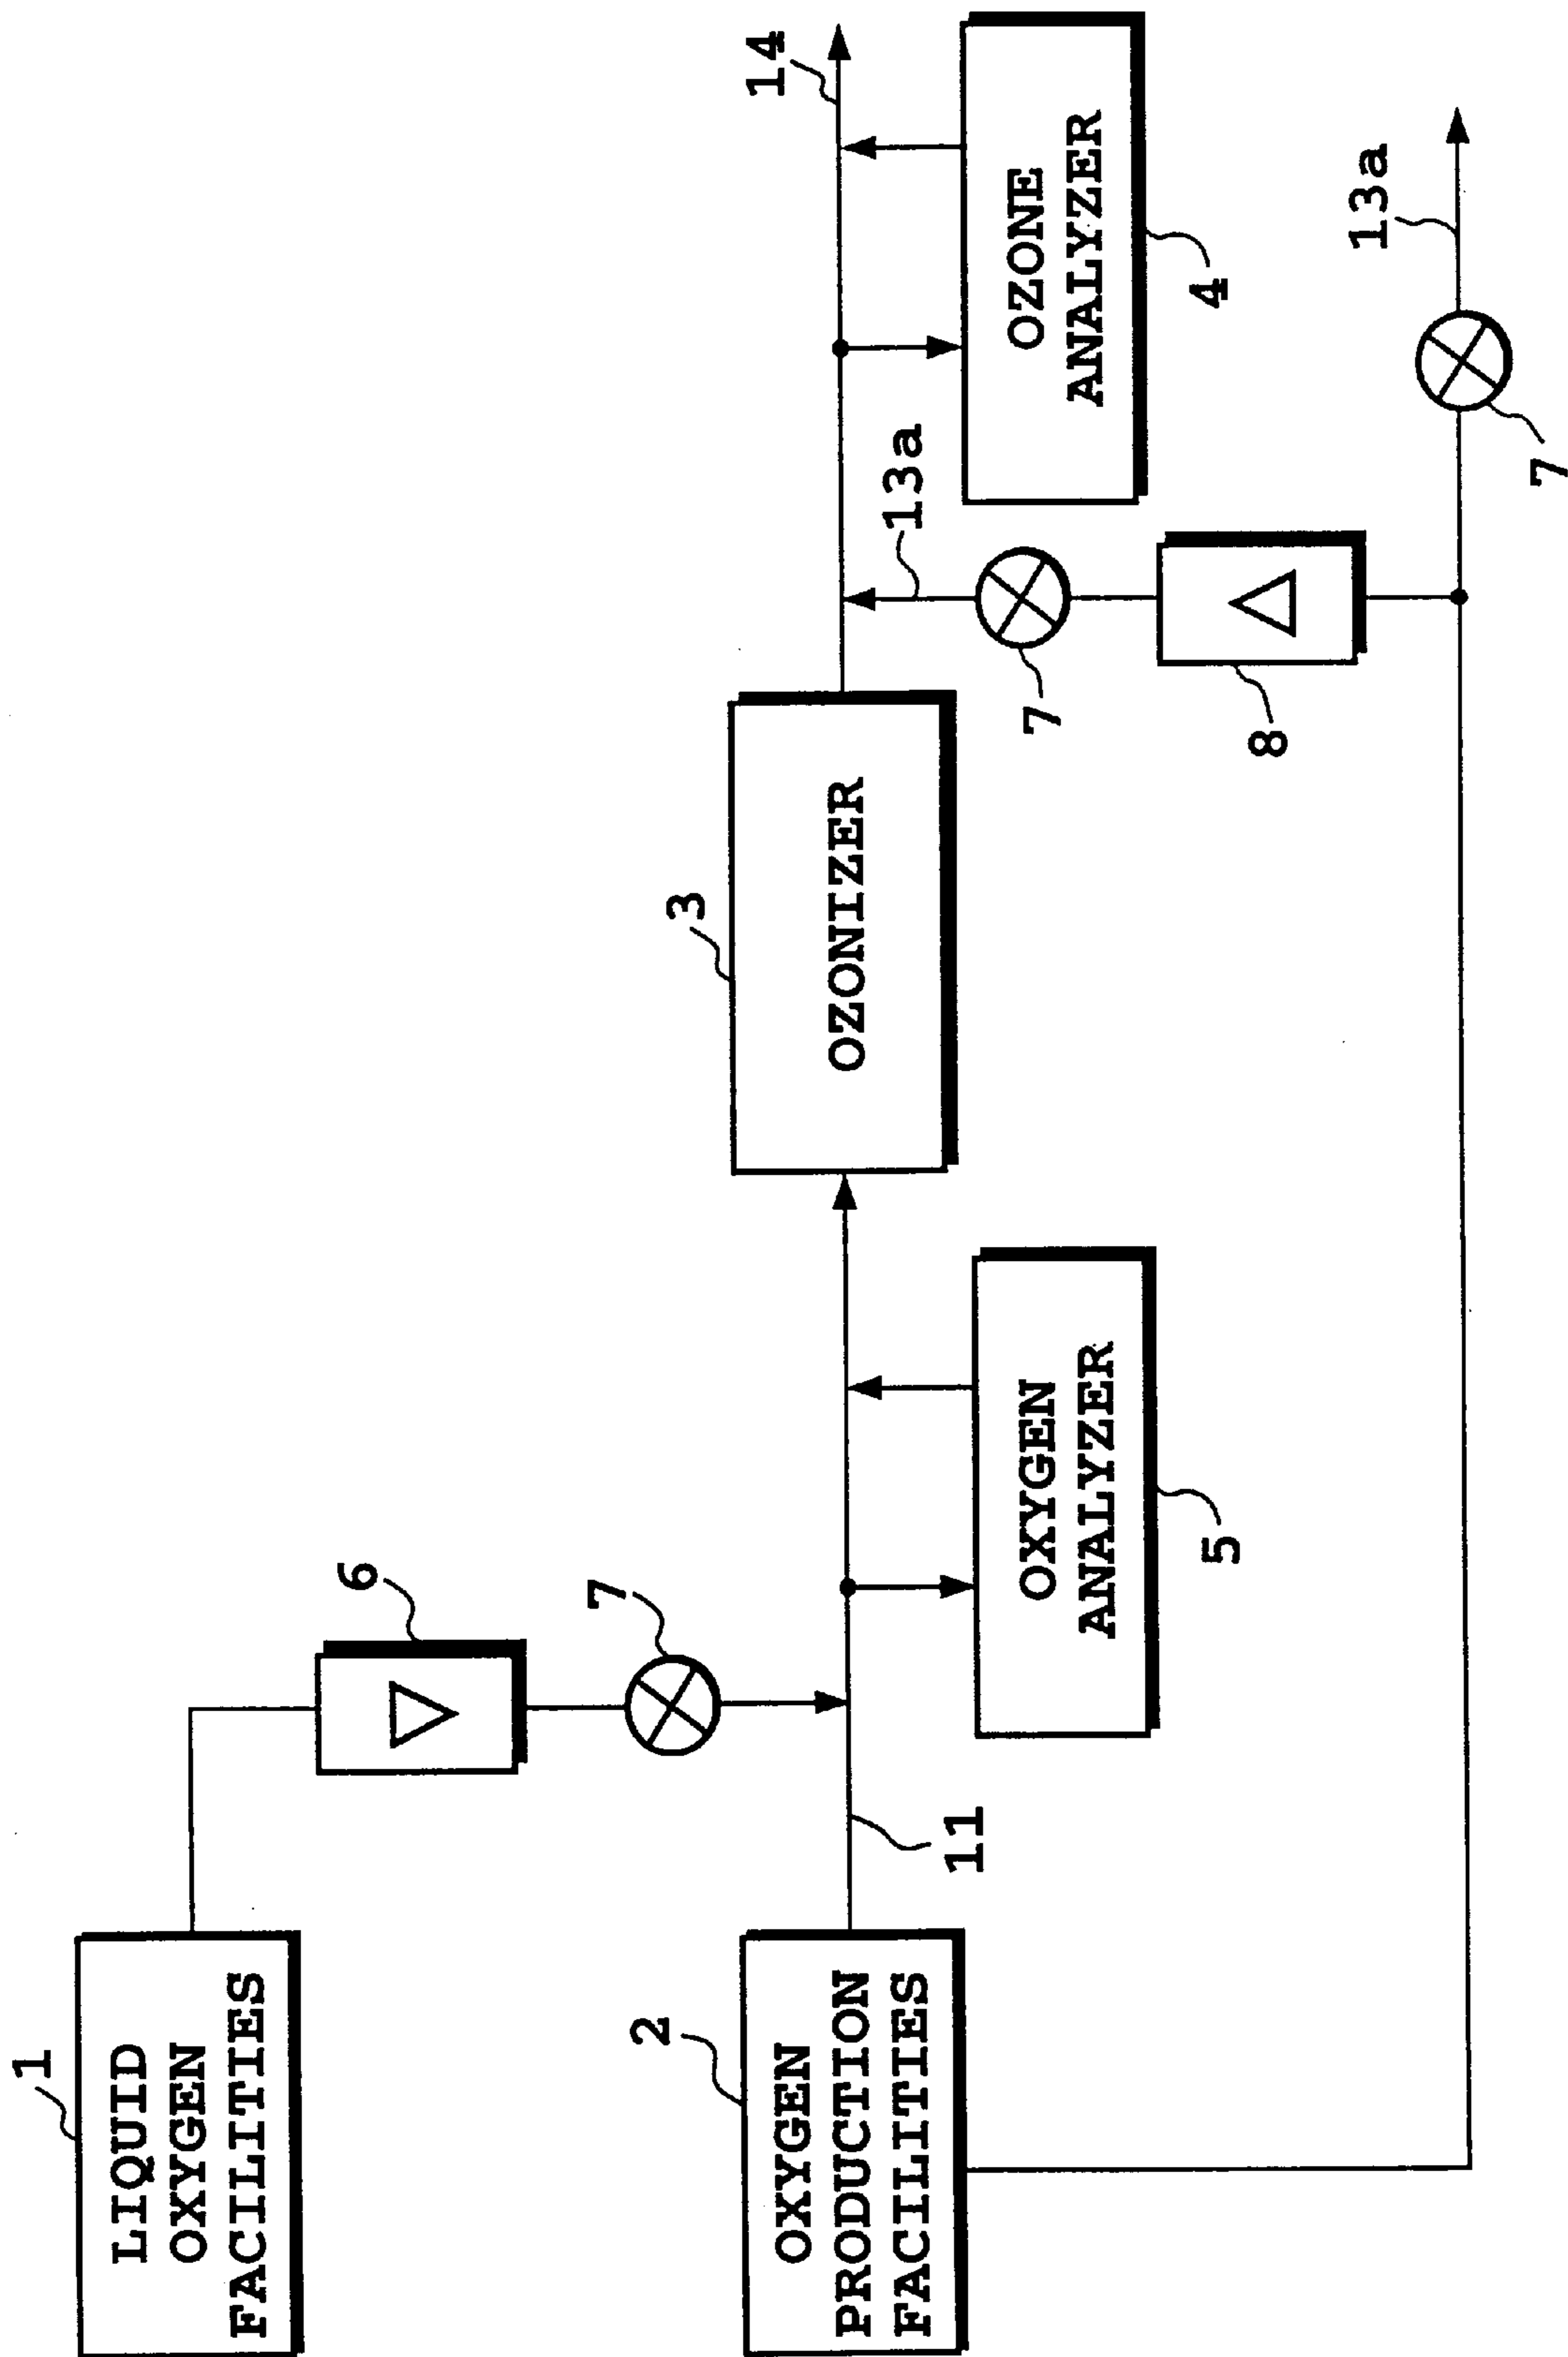 1
LIQUID
OXYGEN
FACILITIES
6
7
2
OXYGEN
PRODUCTION
FACILITIES
11
OXYGEN
ANALYZER
5
3
OZONIZER
14
13a
7
8
OZONE
ANALYZER
4
13a
7